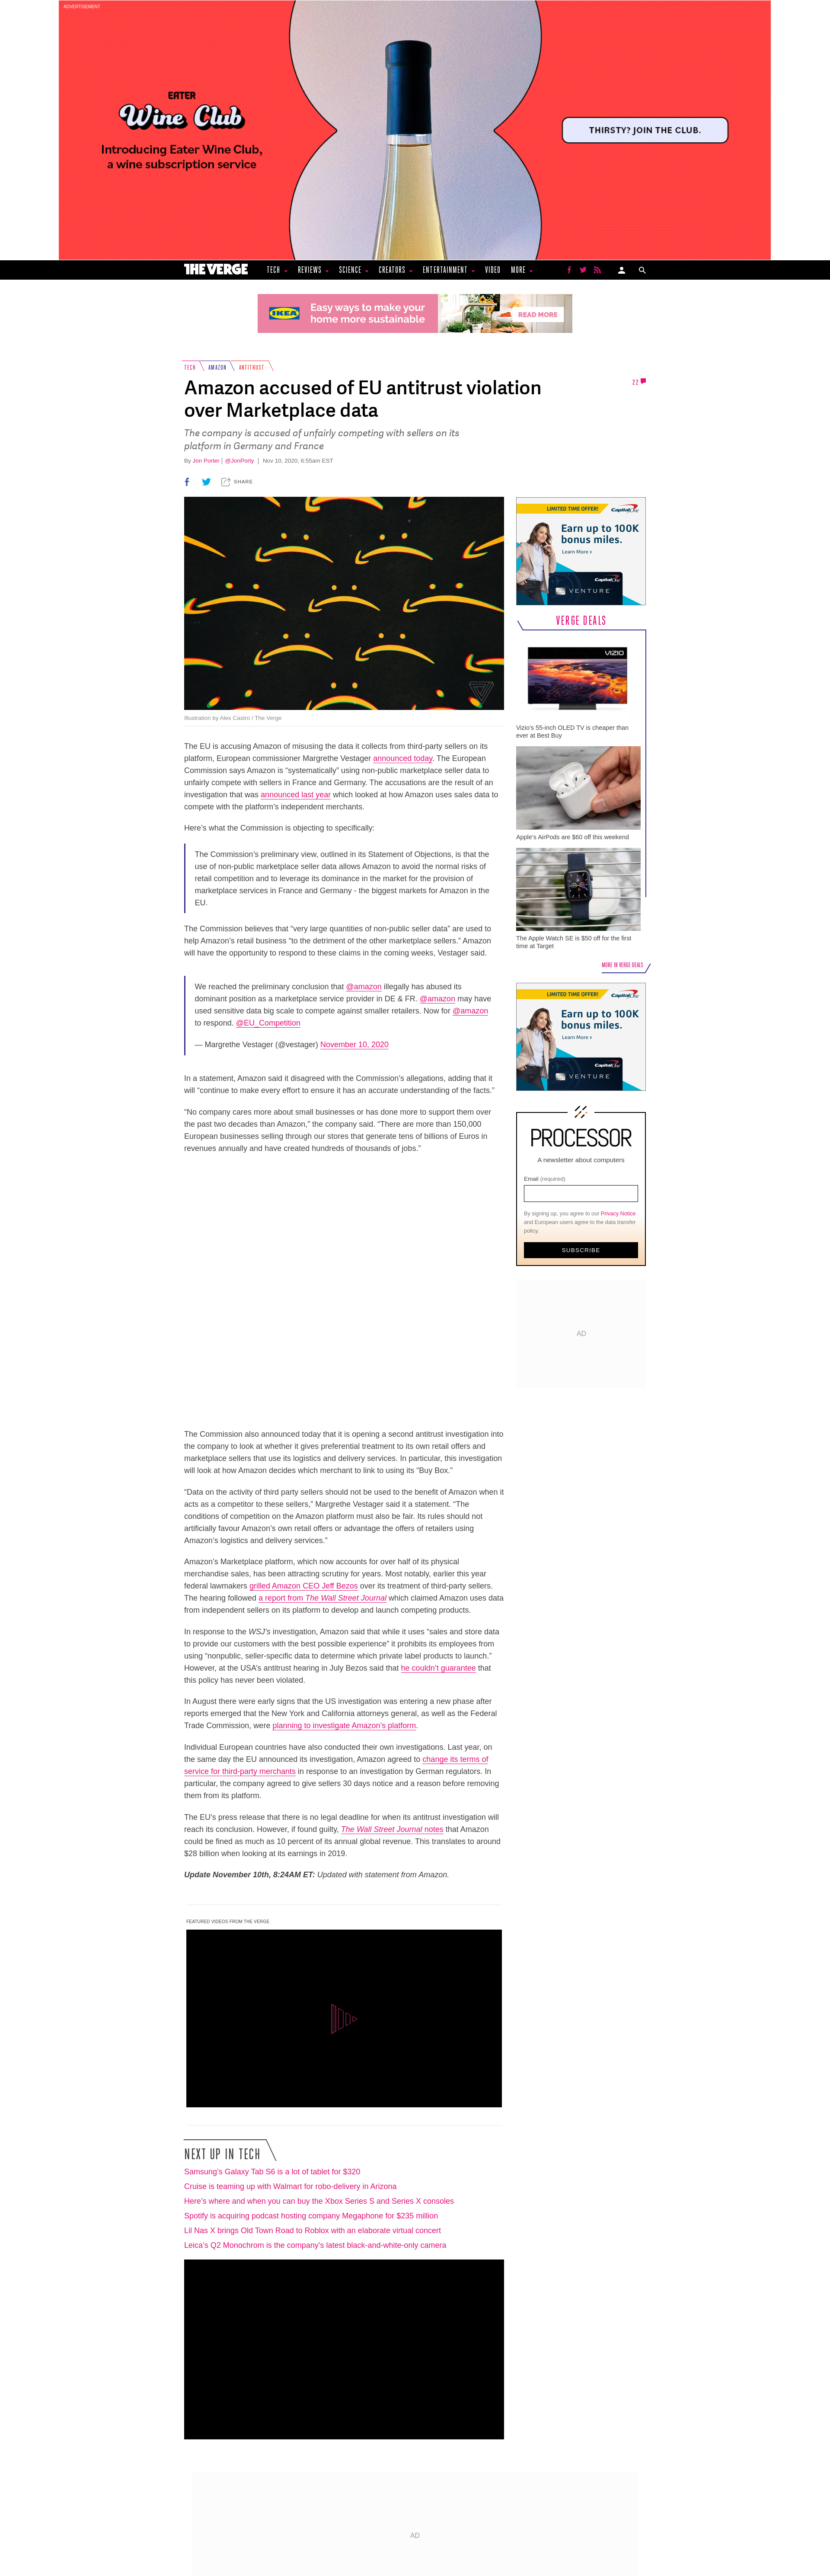 ADVERTISEMENT
EATER
Wine Club
Introducing Eater Wine Club,
a wine subscription service
THIRSTY? JOIN THE CLUB.
THE VERGE
TECH
REVIEWS
SCIENCE
CREATORS
ENTERTAINMENT
VIDEO
MORE
IKEA
Easy ways to make your
home more sustainable
READ MORE
TECH
AMAZON
ANTITRUST
Amazon accused of EU antitrust violation
over Marketplace data
22
The company is accused of unfairly competing with sellers on its
platform in Germany and France
By Jon Porter | @JonPorty | Nov 10, 2020, 6:55am EST
SHARE
Illustration by Alex Castro / The Verge
The EU is accusing Amazon of misusing the data it collects from third-party sellers on its
platform, European commissioner Margrethe Vestager announced today. The European
Commission says Amazon is “systematically” using non-public marketplace seller data to
unfairly compete with sellers in France and Germany. The accusations are the result of an
investigation that was announced last year which looked at how Amazon uses sales data to
compete with the platform’s independent merchants.
Here’s what the Commission is objecting to specifically:
The Commission’s preliminary view, outlined in its Statement of Objections, is that the
use of non-public marketplace seller data allows Amazon to avoid the normal risks of
retail competition and to leverage its dominance in the market for the provision of
marketplace services in France and Germany - the biggest markets for Amazon in the
EU.
The Commission believes that “very large quantities of non-public seller data” are used to
help Amazon’s retail business “to the detriment of the other marketplace sellers.” Amazon
will have the opportunity to respond to these claims in the coming weeks, Vestager said.
We reached the preliminary conclusion that @amazon illegally has abused its
dominant position as a marketplace service provider in DE & FR. @amazon may have
used sensitive data big scale to compete against smaller retailers. Now for @amazon
to respond. @EU_Competition
— Margrethe Vestager (@vestager) November 10, 2020
In a statement, Amazon said it disagreed with the Commission’s allegations, adding that it
will “continue to make every effort to ensure it has an accurate understanding of the facts.”
“No company cares more about small businesses or has done more to support them over
the past two decades than Amazon,” the company said. “There are more than 150,000
European businesses selling through our stores that generate tens of billions of Euros in
revenues annually and have created hundreds of thousands of jobs.”
The Commission also announced today that it is opening a second antitrust investigation into
the company to look at whether it gives preferential treatment to its own retail offers and
marketplace sellers that use its logistics and delivery services. In particular, this investigation
will look at how Amazon decides which merchant to link to using its “Buy Box.”
“Data on the activity of third party sellers should not be used to the benefit of Amazon when it
acts as a competitor to these sellers,” Margrethe Vestager said it a statement. “The
conditions of competition on the Amazon platform must also be fair. Its rules should not
artificially favour Amazon’s own retail offers or advantage the offers of retailers using
Amazon’s logistics and delivery services.”
Amazon’s Marketplace platform, which now accounts for over half of its physical
merchandise sales, has been attracting scrutiny for years. Most notably, earlier this year
federal lawmakers grilled Amazon CEO Jeff Bezos over its treatment of third-party sellers.
The hearing followed a report from The Wall Street Journal which claimed Amazon uses data
from independent sellers on its platform to develop and launch competing products.
In response to the WSJ’s investigation, Amazon said that while it uses “sales and store data
to provide our customers with the best possible experience” it prohibits its employees from
using “nonpublic, seller-specific data to determine which private label products to launch.”
However, at the USA’s antitrust hearing in July Bezos said that he couldn’t guarantee that
this policy has never been violated.
In August there were early signs that the US investigation was entering a new phase after
reports emerged that the New York and California attorneys general, as well as the Federal
Trade Commission, were planning to investigate Amazon’s platform.
Individual European countries have also conducted their own investigations. Last year, on
the same day the EU announced its investigation, Amazon agreed to change its terms of
service for third-party merchants in response to an investigation by German regulators. In
particular, the company agreed to give sellers 30 days notice and a reason before removing
them from its platform.
The EU’s press release that there is no legal deadline for when its antitrust investigation will
reach its conclusion. However, if found guilty, The Wall Street Journal notes that Amazon
could be fined as much as 10 percent of its annual global revenue. This translates to around
$28 billion when looking at its earnings in 2019.
Update November 10th, 8:24AM ET: Updated with statement from Amazon.
FEATURED VIDEOS FROM THE VERGE
NEXT UP IN TECH
Samsung’s Galaxy Tab S6 is a lot of tablet for $320
Cruise is teaming up with Walmart for robo-delivery in Arizona
Here’s where and when you can buy the Xbox Series S and Series X consoles
Spotify is acquiring podcast hosting company Megaphone for $235 million
Lil Nas X brings Old Town Road to Roblox with an elaborate virtual concert
Leica’s Q2 Monochrom is the company’s latest black-and-white-only camera
LIMITED TIME OFFER!
Capital One
Earn up to 100K
bonus miles.
Learn More ›
Capital One
VENTURE
VERGE DEALS
VIZIO
Vizio’s 55-inch OLED TV is cheaper than
ever at Best Buy
Apple’s AirPods are $60 off this weekend
The Apple Watch SE is $50 off for the first
time at Target
MORE IN VERGE DEALS
LIMITED TIME OFFER!
Capital One
Earn up to 100K
bonus miles.
Learn More ›
Capital One
VENTURE
PROCESSOR
A newsletter about computers
Email (required)
By signing up, you agree to our Privacy Notice
and European users agree to the data transfer
policy.
SUBSCRIBE
AD
AD